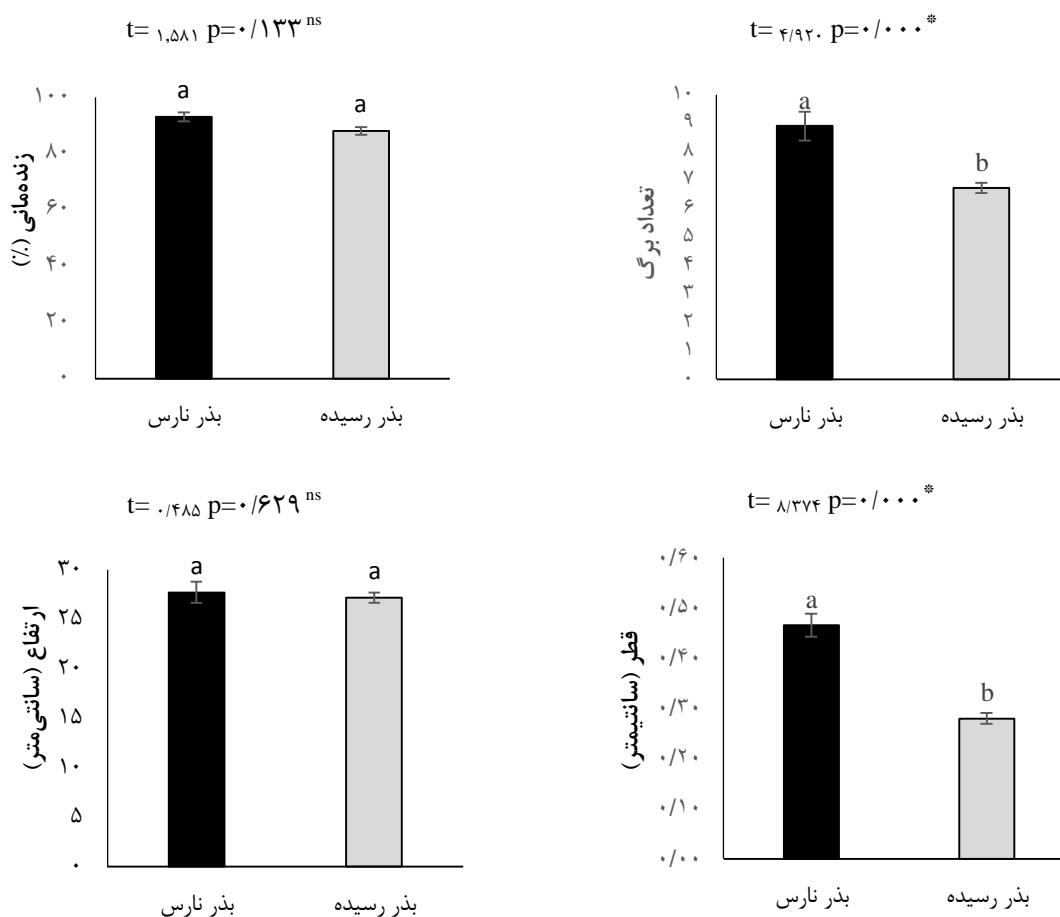 t= ۱,۵۸۱ p=۰/۱۳۳ ns
زنده‌مانی (%)
۱۰۰
۸۰
۶۰
۴۰
۲۰
۰
a
a
بذر نارس
بذر رسیده
t= ۴/۹۲۰ p=۰/۰۰۰*
تعداد برگ
۱۰
۹
۸
۷
۶
۵
۴
۳
۲
۱
۰
a
b
بذر نارس
بذر رسیده
t= ۰/۴۸۵ p=۰/۶۲۹ ns
ارتفاع (سانتی‌متر)
۳۰
۲۵
۲۰
۱۵
۱۰
۵
۰
a
a
بذر نارس
بذر رسیده
t= ۸/۳۷۴ p=۰/۰۰۰*
قطر (سانتیمتر)
۰/۶۰
۰/۵۰
۰/۴۰
۰/۳۰
۰/۲۰
۰/۱۰
۰/۰۰
a
b
بذر نارس
بذر رسیده